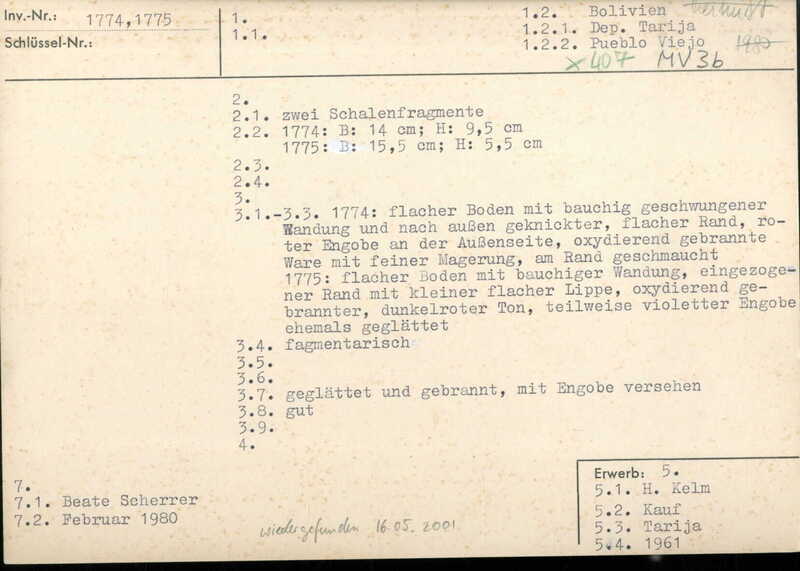 Inv.-Nr.: 1774,1775
Schlüssel-Nr.:
1.
1.1.
1.2. Bolivien vermißt
1.2.1. Dep. Tarija
1.2.2. Pueblo Viejo 1980
x 407 MV 3b
2.
2.1. zwei Schalenfragmente
2.2. 1774: B: 14 cm; H: 9,5 cm
1775: B: 15,5 cm; H: 5,5 cm
2.3.
2.4.
3.
3.1.-3.3. 1774: flacher Boden mit bauchig geschwungener
Wandung und nach außen geknickter, flacher Rand, ro-
ter Engobe an der Außenseite, oxydierend gebrannte
Ware mit feiner Magerung, am Rand geschmaucht
1775: flacher Boden mit bauchiger Wandung, eingezoge-
ner Rand mit kleiner flacher Lippe, oxydierend ge-
brannter, dunkelroter Ton, teilweise violetter Engobe
ehemals geglättet
3.4. fagmentarisch
3.5.
3.6.
3.7. geglättet und gebrannt, mit Engobe versehen
3.8. gut
3.9.
4.
7.
7.1. Beate Scherrer
7.2. Februar 1980
wiedergefunden 16.05.2001
Erwerb: 5.
5.1. H. Kelm
5.2. Kauf
5.3. Tarija
5.4. 1961